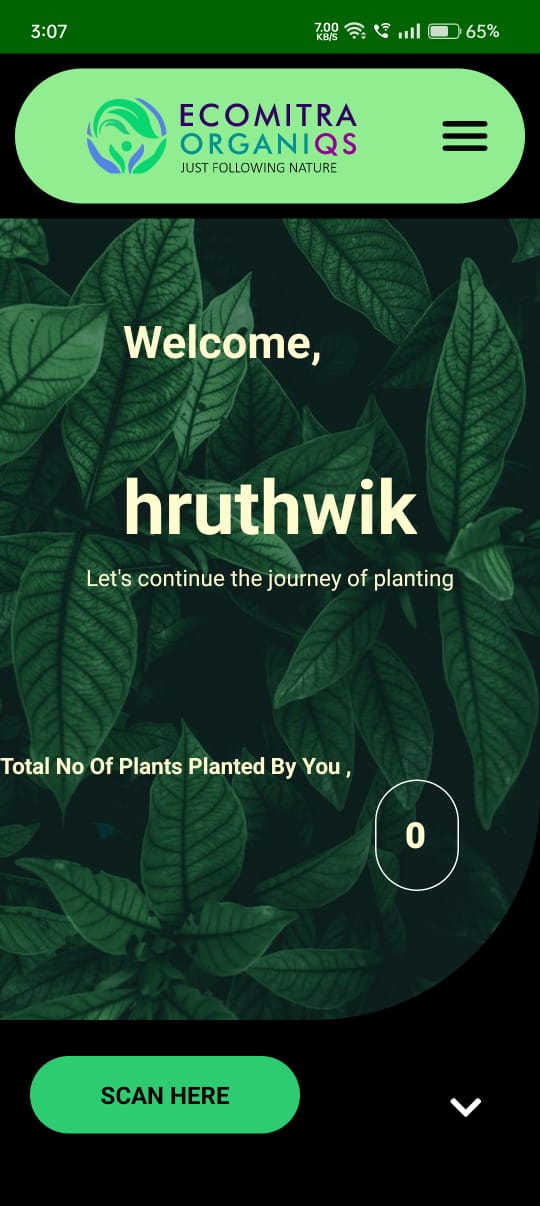 3:07
7.00
KB/S
65%
ECOMITRA
ORGANIQS
JUST FOLLOWING NATURE
Welcome,
hruthwik
Let's continue the journey of planting
Total No Of Plants Planted By You ,
0
SCAN HERE